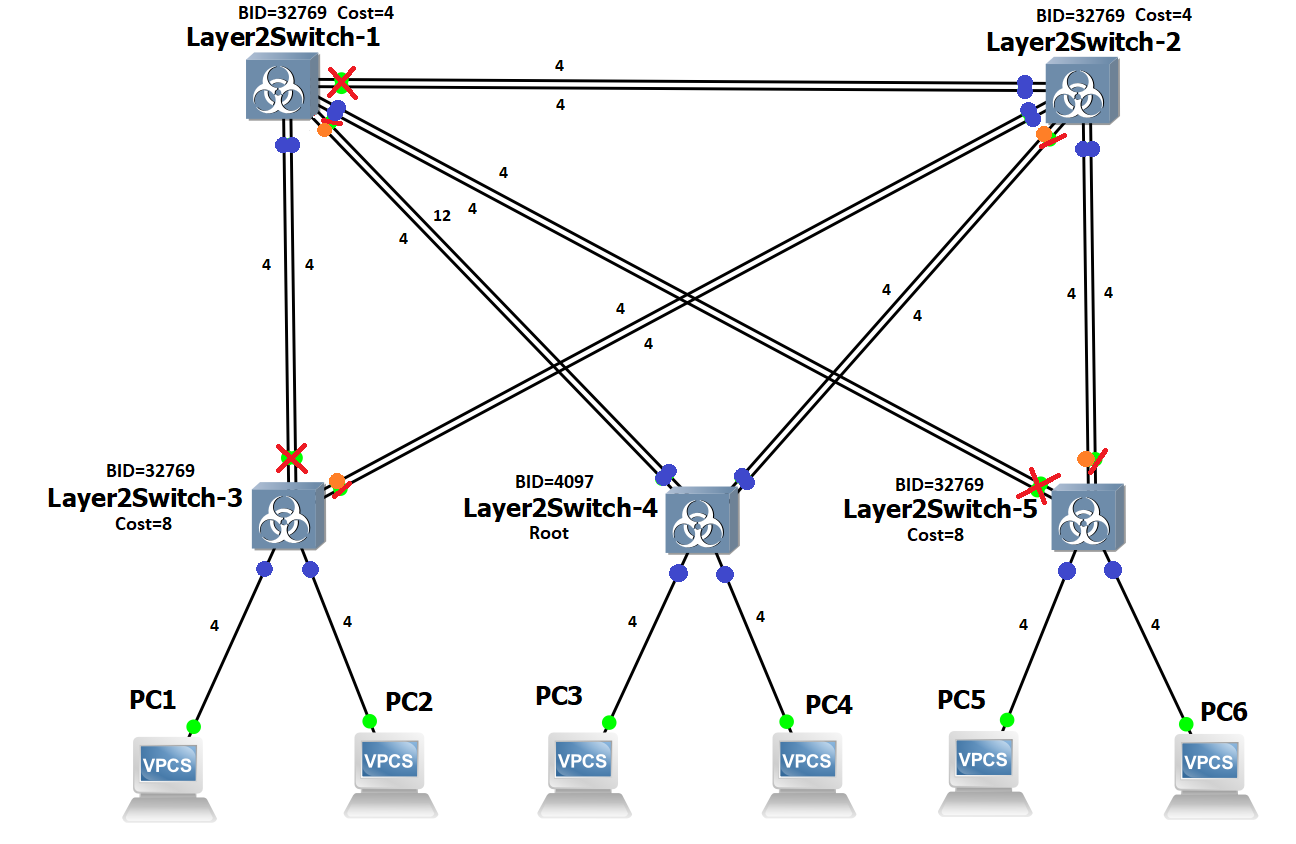 BID=32769 Cost=4
Layer2Switch-1
BID=32769 Cost=4
Layer2Switch-2
4
4
4
4
12
4
4
4
4
4
4
4
4
4
BID=32769
Layer2Switch-3
Cost=8
BID=4097
Layer2Switch-4
Root
BID=32769
Layer2Switch-5
Cost=8
4
4
4
4
4
4
PC1
PC2
PC3
PC4
PC5
PC6
VPCS
VPCS
VPCS
VPCS
VPCS
VPCS